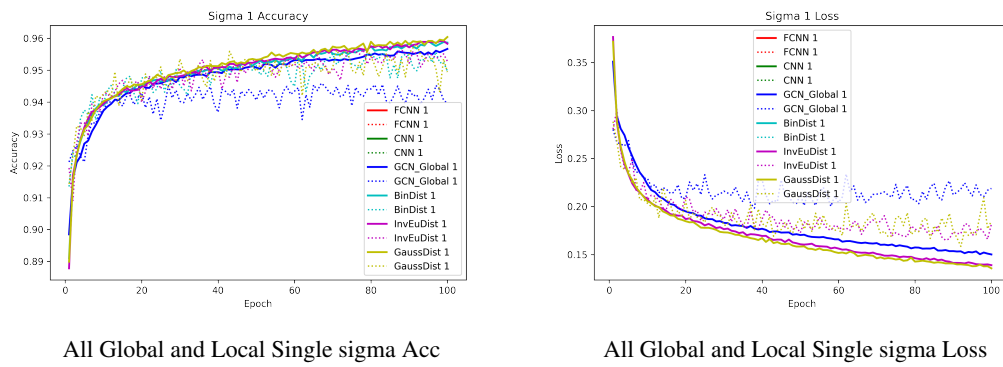 Sigma 1 Accuracy
0.96
0.95
0.94
0.93
0.92
0.91
0.90
0.89
Accuracy
0
20
40
60
80
100
Epoch
FCNN 1
FCNN 1
CNN 1
CNN 1
GCN_Global 1
GCN_Global 1
BinDist 1
BinDist 1
InvEuDist 1
InvEuDist 1
GaussDist 1
GaussDist 1
All Global and Local Single sigma Acc
Sigma 1 Loss
0.35
0.30
0.25
0.20
0.15
Loss
0
20
40
60
80
100
Epoch
FCNN 1
FCNN 1
CNN 1
CNN 1
GCN_Global 1
GCN_Global 1
BinDist 1
BinDist 1
InvEuDist 1
InvEuDist 1
GaussDist 1
GaussDist 1
All Global and Local Single sigma Loss